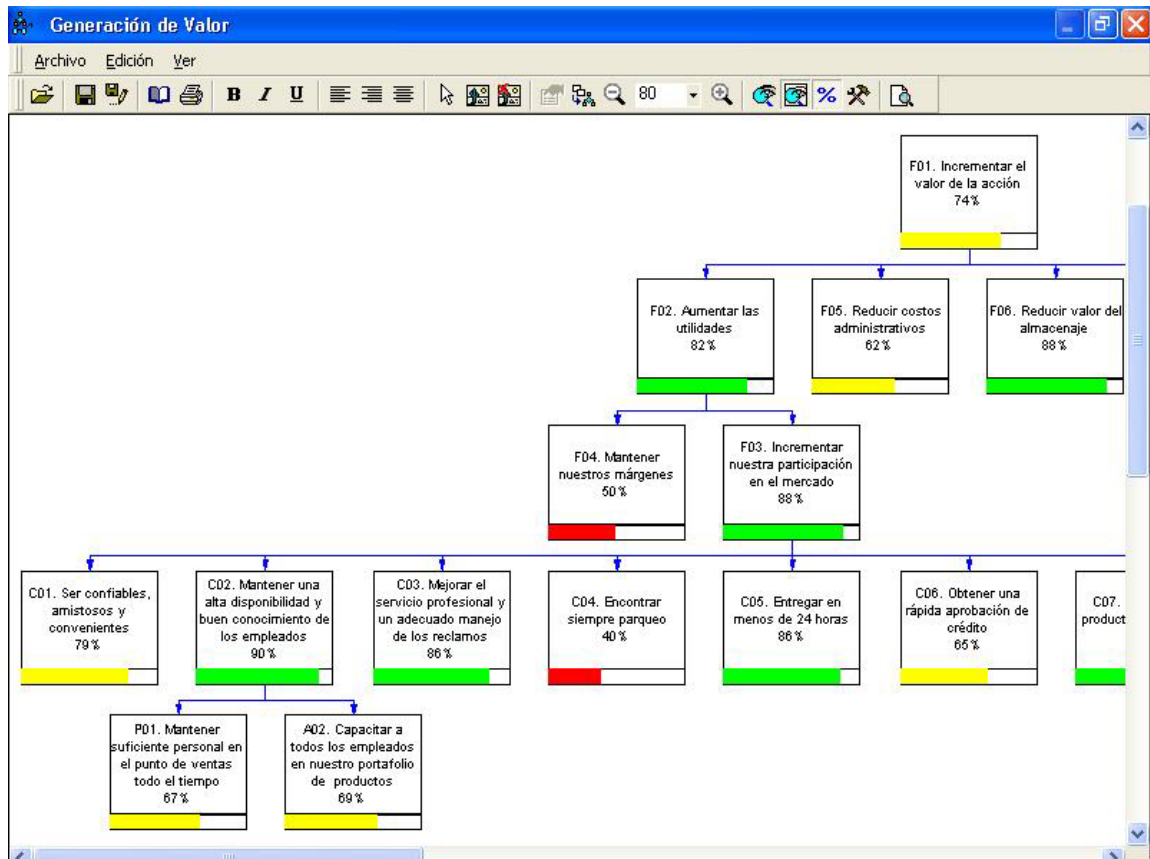 Generación de Valor
Archivo Edición Ver
B I U 80 %
F01. Incrementar el
valor de la acción
74%
F02. Aumentar las
utilidades
82%
F05. Reducir costos
administrativos
62%
F06. Reducir valor del
almacenaje
88%
F04. Mantener
nuestros márgenes
50%
F03. Incrementar
nuestra participación
en el mercado
88%
C01. Ser confiables,
amistosos y
convenientes
79%
C02. Mantener una
alta disponibilidad y
buen conocimiento de
los empleados
90%
C03. Mejorar el
servicio profesional y
un adecuado manejo
de los reclamos
86%
C04. Encontrar
siempre parqueo
40%
C05. Entregar en
menos de 24 horas
86%
C06. Obtener una
rápida aprobación de
crédito
65%
C07.
product
P01. Mantener
suficiente personal en
el punto de ventas
todo el tiempo
67%
A02. Capacitar a
todos los empleados
en nuestro portafolio
de productos
69%